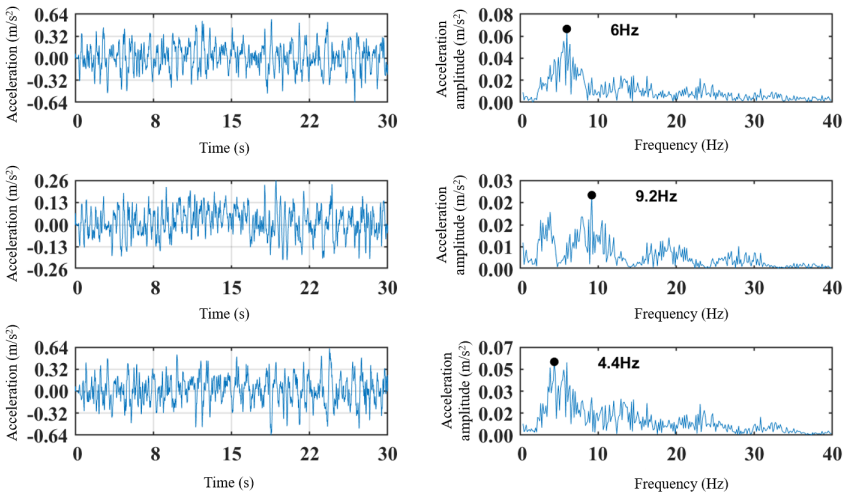 Acceleration (m/s²)
0.64
0.32
0.00
-0.32
-0.64
0 8 15 22 30
Time (s)
Acceleration
amplitude (m/s²)
0.08
0.06
0.04
0.02
0.00
6Hz
0 10 20 30 40
Frequency (Hz)
Acceleration (m/s²)
0.26
0.13
0.00
-0.13
-0.26
0 8 15 22 30
Time (s)
Acceleration
amplitude (m/s²)
0.03
0.02
0.02
0.01
0.00
9.2Hz
0 10 20 30 40
Frequency (Hz)
Acceleration (m/s²)
0.64
0.32
0.00
-0.32
-0.64
0 8 15 22 30
Time (s)
Acceleration
amplitude (m/s²)
0.07
0.05
0.03
0.02
0.00
4.4Hz
0 10 20 30 40
Frequency (Hz)